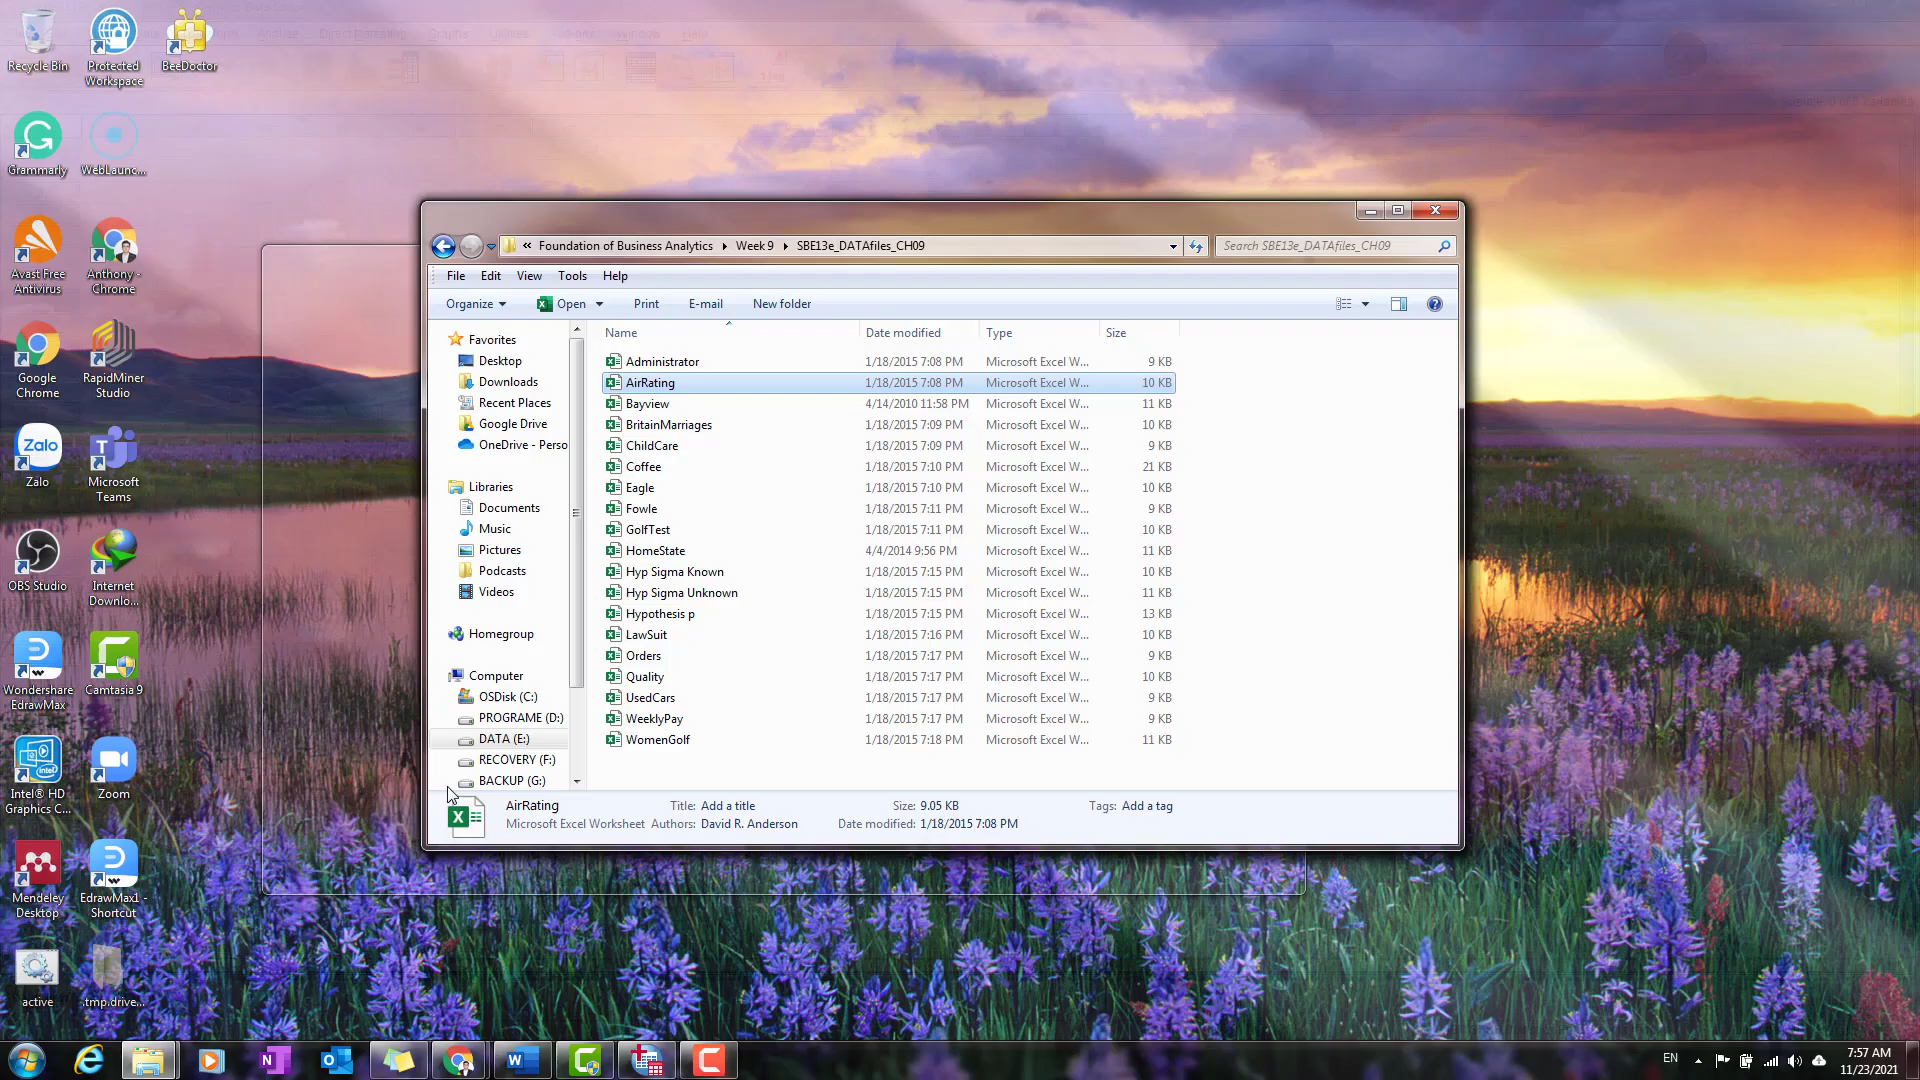 Recycle Bin
Protected
Workspace
BeeDoctor
Grammarly
WebLaunc...
Avast Free
Antivirus
Anthony -
Chrome
Google
Chrome
RapidMiner
Studio
Zalo
Zalo
Microsoft
Teams
OBS Studio
Internet
Downlo...
Wondershare
EdrawMax
Camtasia 9
Intel® HD
Graphics C...
Zoom
Mendeley
Desktop
EdrawMax1 -
Shortcut
active
.tmp.drive...
« Foundation of Business Analytics Week 9 SBE13e_DATAfiles_CH09
Search SBE13e_DATAfiles_CH09
File Edit View Tools Help
Organize Open Print E-mail New folder
Favorites
Desktop
Downloads
Recent Places
Google Drive
OneDrive - Perso
Libraries
Documents
Music
Pictures
Podcasts
Videos
Homegroup
Computer
OSDisk (C:)
PROGRAME (D:)
DATA (E:)
RECOVERY (F:)
BACKUP (G:)
Name Date modified Type Size
Administrator 1/18/2015 7:08 PM Microsoft Excel W... 9 KB
AirRating 1/18/2015 7:08 PM Microsoft Excel W... 10 KB
Bayview 4/14/2010 11:58 PM Microsoft Excel W... 11 KB
BritainMarriages 1/18/2015 7:09 PM Microsoft Excel W... 10 KB
ChildCare 1/18/2015 7:09 PM Microsoft Excel W... 9 KB
Coffee 1/18/2015 7:10 PM Microsoft Excel W... 21 KB
Eagle 1/18/2015 7:10 PM Microsoft Excel W... 10 KB
Fowle 1/18/2015 7:11 PM Microsoft Excel W... 9 KB
GolfTest 1/18/2015 7:11 PM Microsoft Excel W... 10 KB
HomeState 4/4/2014 9:56 PM Microsoft Excel W... 11 KB
Hyp Sigma Known 1/18/2015 7:15 PM Microsoft Excel W... 10 KB
Hyp Sigma Unknown 1/18/2015 7:15 PM Microsoft Excel W... 11 KB
Hypothesis p 1/18/2015 7:15 PM Microsoft Excel W... 13 KB
LawSuit 1/18/2015 7:16 PM Microsoft Excel W... 10 KB
Orders 1/18/2015 7:17 PM Microsoft Excel W... 9 KB
Quality 1/18/2015 7:17 PM Microsoft Excel W... 10 KB
UsedCars 1/18/2015 7:17 PM Microsoft Excel W... 9 KB
WeeklyPay 1/18/2015 7:17 PM Microsoft Excel W... 9 KB
WomenGolf 1/18/2015 7:18 PM Microsoft Excel W... 11 KB
AirRating Title: Add a title Size: 9.05 KB Tags: Add a tag
Microsoft Excel Worksheet Authors: David R. Anderson Date modified: 1/18/2015 7:08 PM
EN
7:57 AM
11/23/2021